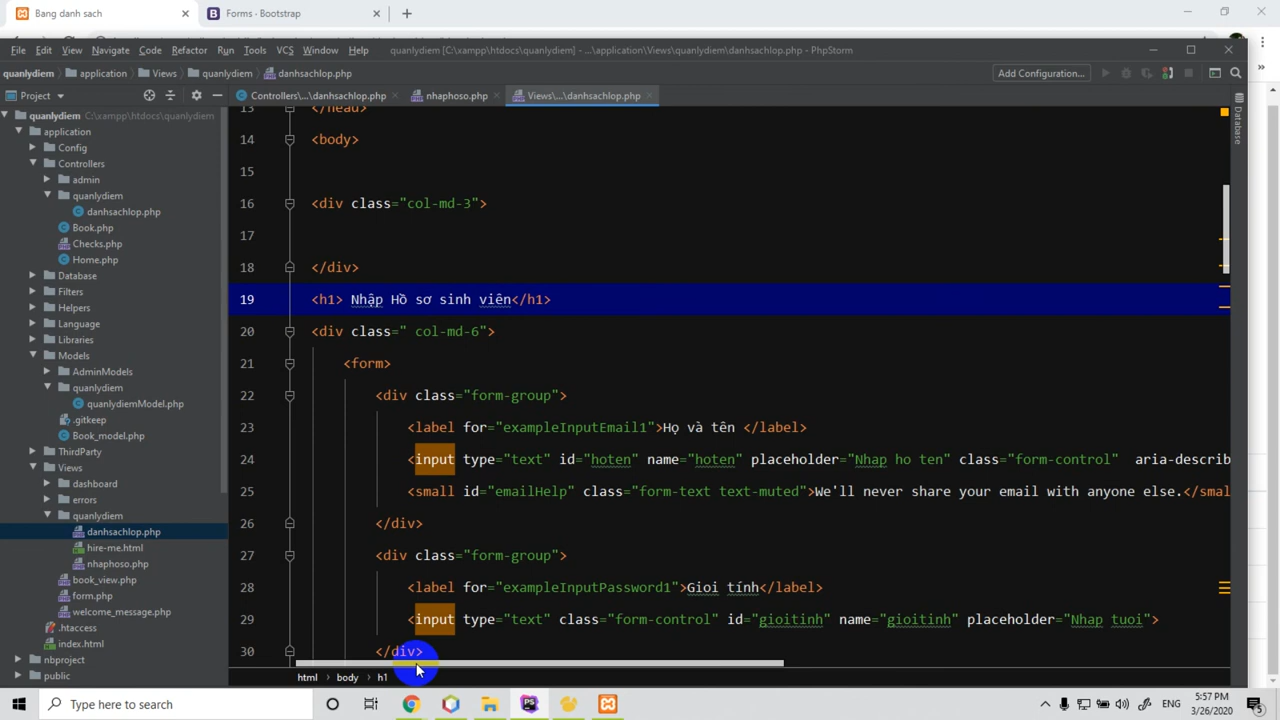 Bang danh sach
Forms · Bootstrap
File Edit View Navigate Code Refactor Run Tools VCS Window Help quanlydiem [C:\xampp\htdocs\quanlydiem] - ...\application\Views\quanlydiem\danhsachlop.php - PhpStorm
quanlydiem application Views quanlydiem danhsachlop.php Add Configuration...
Project Controllers\...\danhsachlop.php nhaphoso.php Views\...\danhsachlop.php
quanlydiem C:\xampp\htdocs\quanlydiem
application
Config
Controllers
admin
quanlydiem
danhsachlop.php
Book.php
Checks.php
Home.php
Database
Filters
Helpers
Language
Libraries
Models
AdminModels
quanlydiem
quanlydiemModel.php
.gitkeep
Book_model.php
ThirdParty
Views
dashboard
errors
quanlydiem
danhsachlop.php
hire-me.html
nhaphoso.php
book_view.php
form.php
welcome_message.php
.htaccess
index.html
nbproject
public
13 </head>
14 <body>
15
16 <div class="col-md-3">
17
18 </div>
19 <h1> Nhập Hồ sơ sinh viên</h1>
20 <div class=" col-md-6">
21 <form>
22 <div class="form-group">
23 <label for="exampleInputEmail1">Họ và tên </label>
24 <input type="text" id="hoten" name="hoten" placeholder="Nhap ho ten" class="form-control" aria-describ
25 <small id="emailHelp" class="form-text text-muted">We'll never share your email with anyone else.</smal
26 </div>
27 <div class="form-group">
28 <label for="exampleInputPassword1">Gioi tính</label>
29 <input type="text" class="form-control" id="gioitinh" name="gioitinh" placeholder="Nhap tuoi">
30 </div>
html › body › h1
Database
Type here to search
PS
ENG
5:57 PM
3/26/2020
5